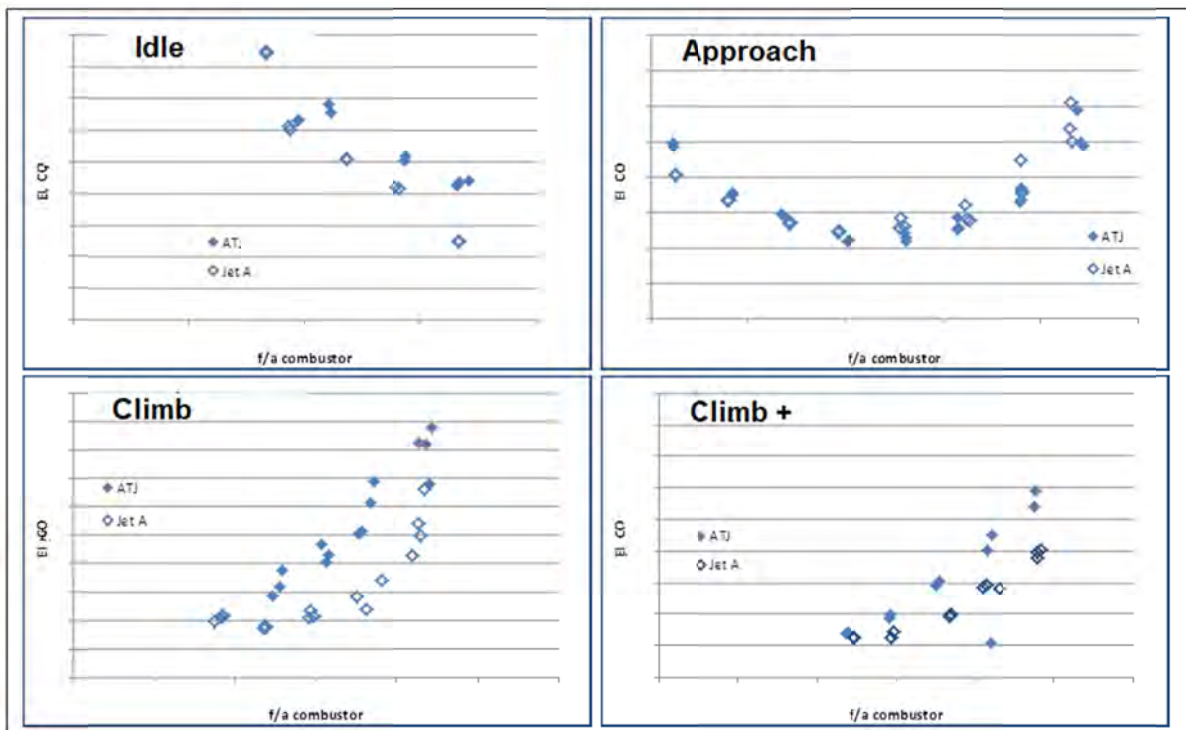 Idle
EI CO
ATJ
Jet A
f/a combustor
Approach
EI CO
ATJ
Jet A
f/a combustor
Climb
EI CO
ATJ
Jet A
f/a combustor
Climb +
EI CO
ATJ
Jet A
f/a combustor